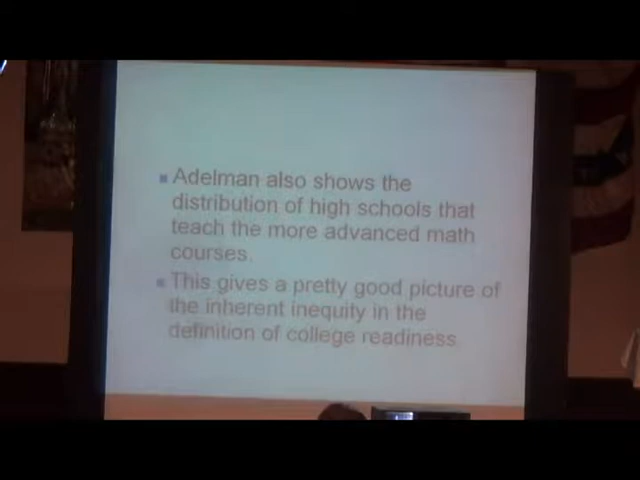 Adelman also shows the
distribution of high schools that
teach the more advanced math
courses.
This gives a pretty good picture of
the inherent inequity in the
definition of college readiness